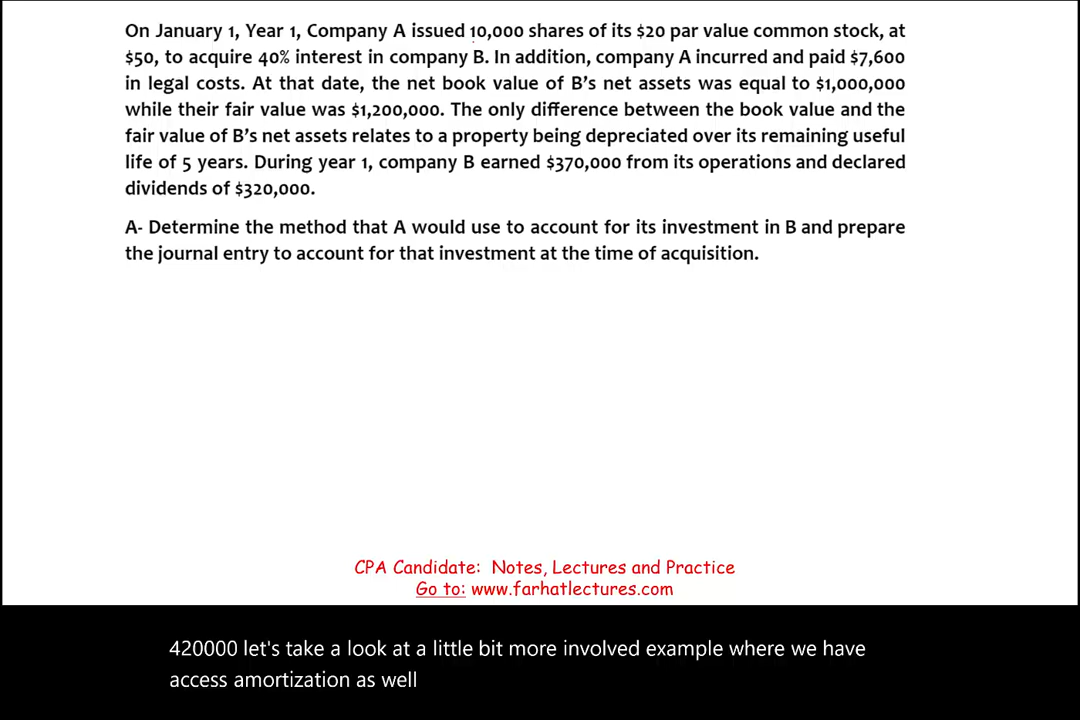 On January 1, Year 1, Company A issued 10,000 shares of its $20 par value common stock, at
$50, to acquire 40% interest in company B. In addition, company A incurred and paid $7,600
in legal costs. At that date, the net book value of B's net assets was equal to $1,000,000
while their fair value was $1,200,000. The only difference between the book value and the
fair value of B's net assets relates to a property being depreciated over its remaining useful
life of 5 years. During year 1, company B earned $370,000 from its operations and declared
dividends of $320,000.
A- Determine the method that A would use to account for its investment in B and prepare
the journal entry to account for that investment at the time of acquisition.
CPA Candidate: Notes, Lectures and Practice
Go to: www.farhatlectures.com
420000 let's take a look at a little bit more involved example where we have
access amortization as well